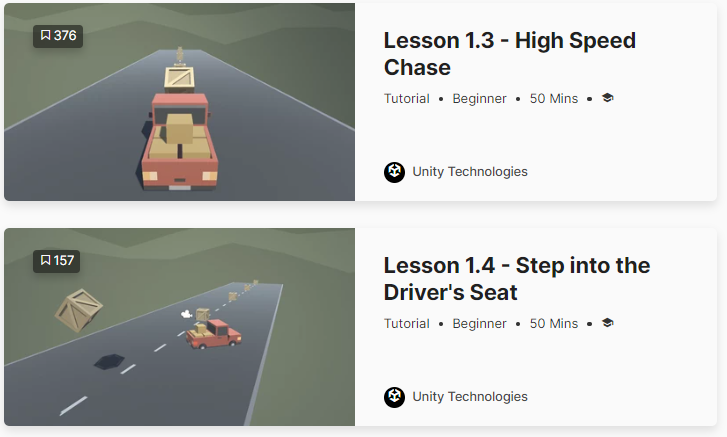 376
Lesson 1.3 - High Speed
Chase
Tutorial • Beginner • 50 Mins •
Unity Technologies
157
Lesson 1.4 - Step into the
Driver's Seat
Tutorial • Beginner • 50 Mins •
Unity Technologies